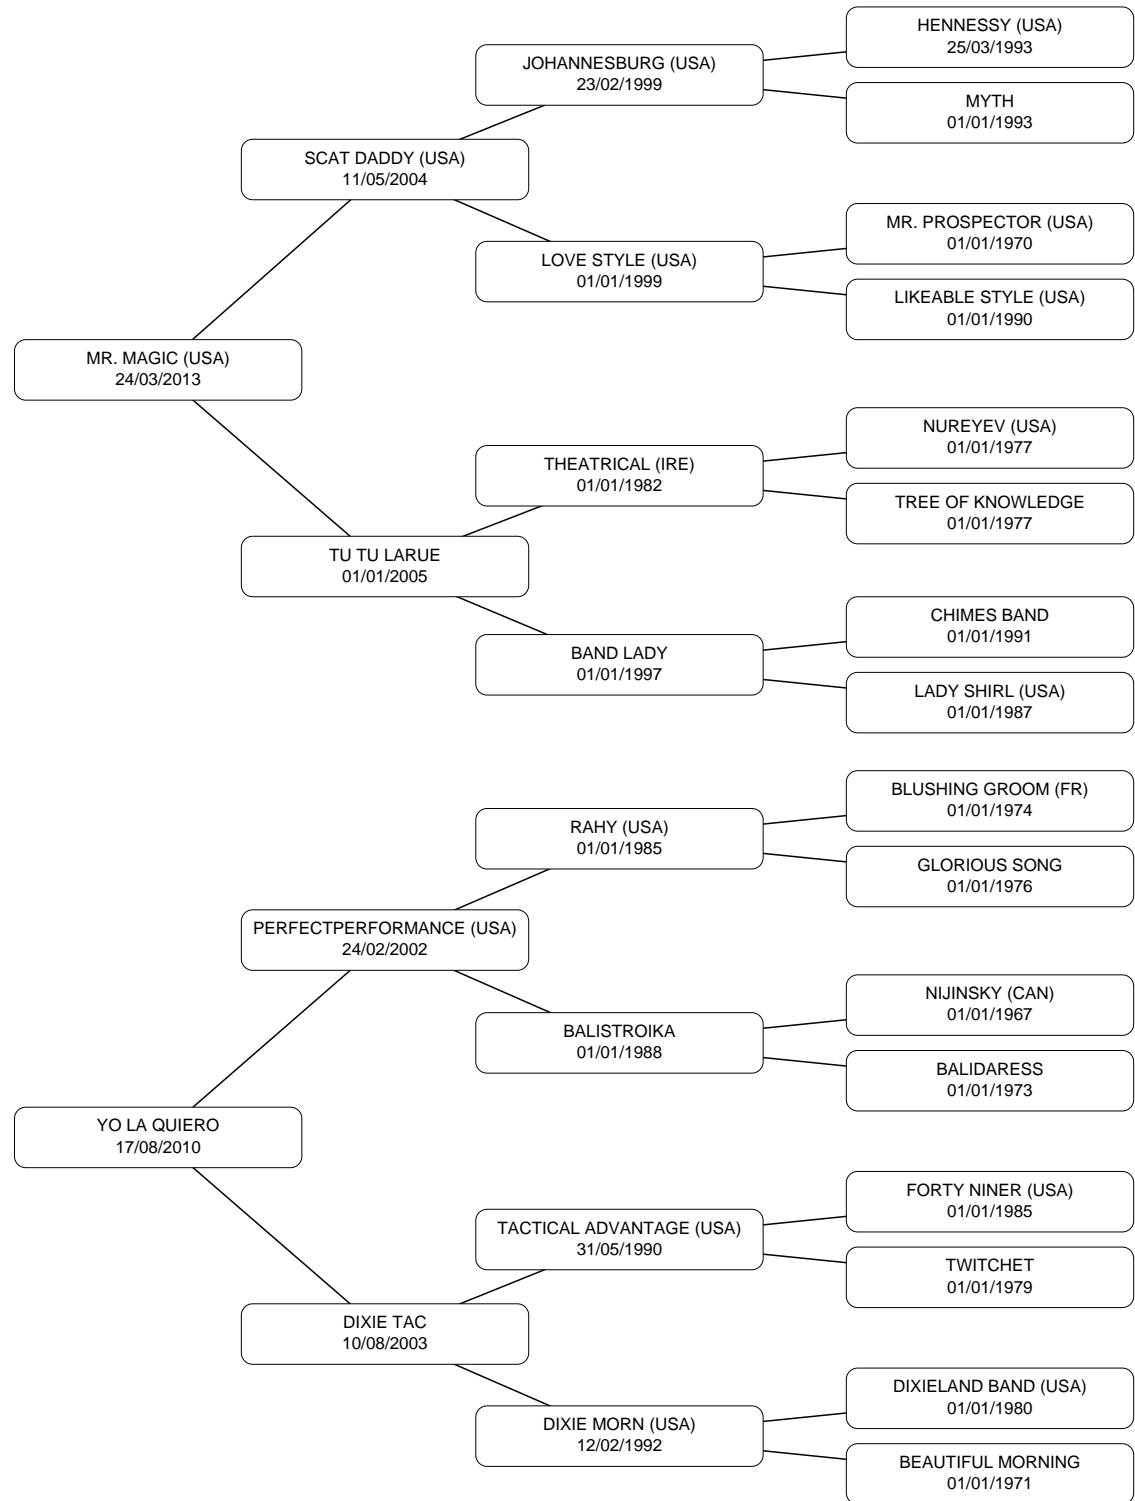 HENNESSY (USA)
25/03/1993
JOHANNESBURG (USA)
23/02/1999
MYTH
01/01/1993
SCAT DADDY (USA)
11/05/2004
MR. PROSPECTOR (USA)
01/01/1970
LOVE STYLE (USA)
01/01/1999
LIKEABLE STYLE (USA)
01/01/1990
MR. MAGIC (USA)
24/03/2013
NUREYEV (USA)
01/01/1977
THEATRICAL (IRE)
01/01/1982
TREE OF KNOWLEDGE
01/01/1977
TU TU LARUE
01/01/2005
CHIMES BAND
01/01/1991
BAND LADY
01/01/1997
LADY SHIRL (USA)
01/01/1987
BLUSHING GROOM (FR)
01/01/1974
RAHY (USA)
01/01/1985
GLORIOUS SONG
01/01/1976
PERFECTPERFORMANCE (USA)
24/02/2002
NIJINSKY (CAN)
01/01/1967
BALISTROIKA
01/01/1988
BALIDARESS
01/01/1973
YO LA QUIERO
17/08/2010
FORTY NINER (USA)
01/01/1985
TACTICAL ADVANTAGE (USA)
31/05/1990
TWITCHET
01/01/1979
DIXIE TAC
10/08/2003
DIXIELAND BAND (USA)
01/01/1980
DIXIE MORN (USA)
12/02/1992
BEAUTIFUL MORNING
01/01/1971